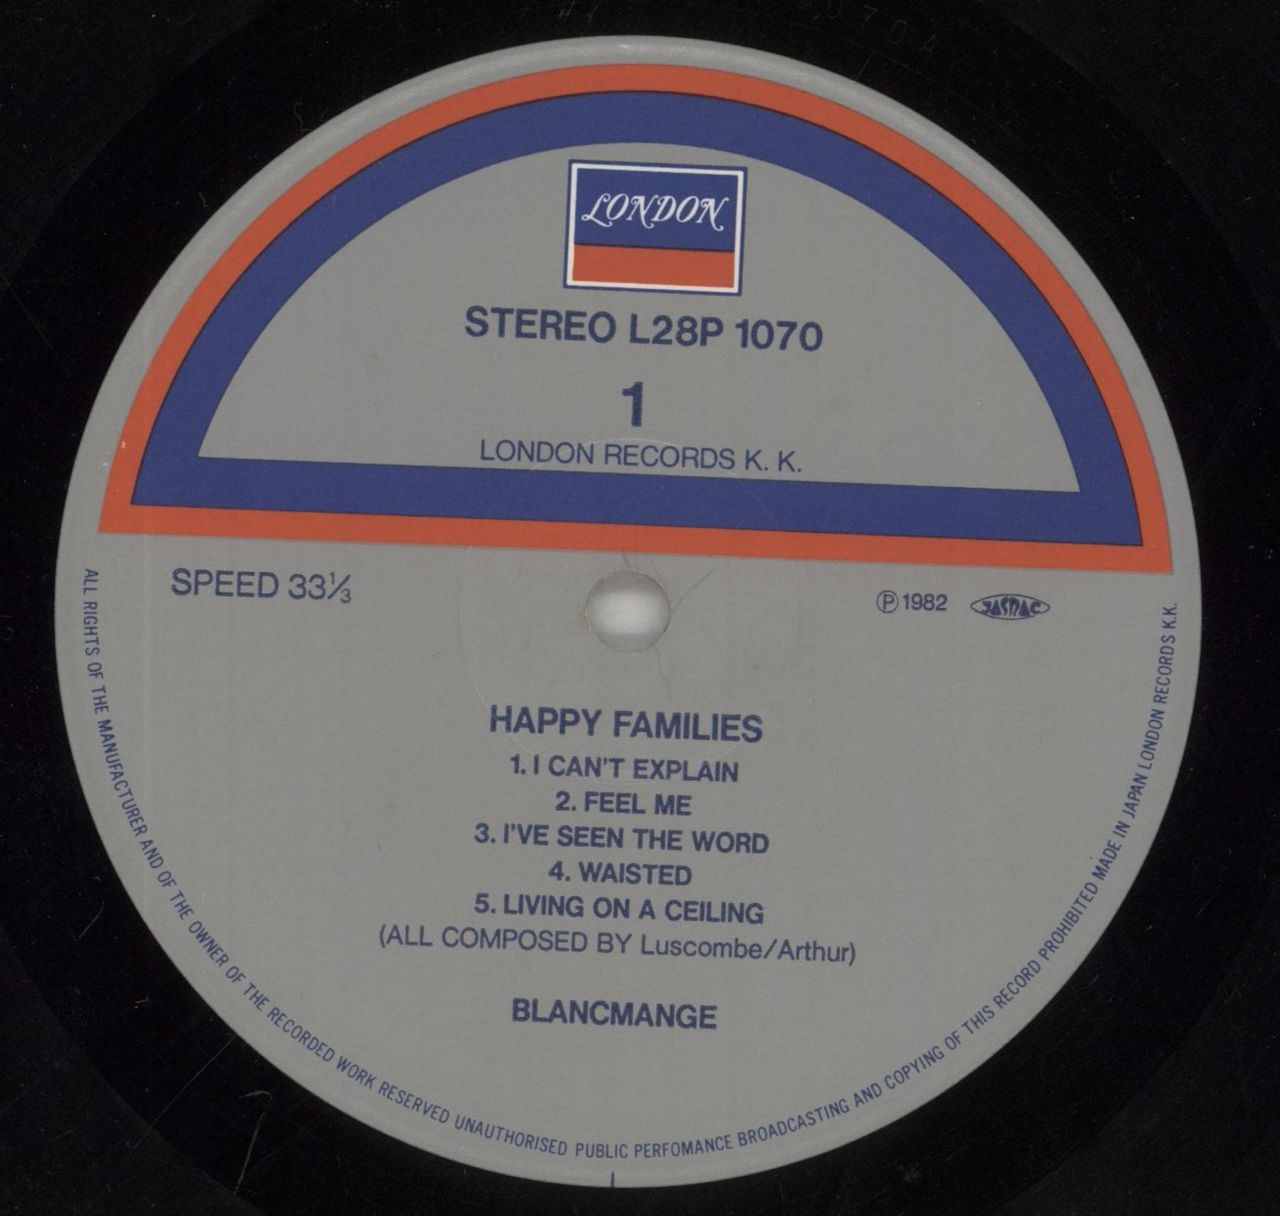 LONDON
STEREO L28P 1070
1
LONDON RECORDS K. K.
SPEED 33⅓
Ⓟ 1982 JASRAC
HAPPY FAMILIES
1. I CAN'T EXPLAIN
2. FEEL ME
3. I'VE SEEN THE WORD
4. WAISTED
5. LIVING ON A CEILING
(ALL COMPOSED BY Luscombe/Arthur)
BLANCMANGE
ALL RIGHTS OF THE MANUFACTURER AND OF THE OWNER OF THE RECORDED WORK RESERVED UNAUTHORISED PUBLIC PERFOMANCE BROADCASTING AND COPYING OF THIS RECORD PROHIBITED MADE IN JAPAN LONDON RECORDS K.K.